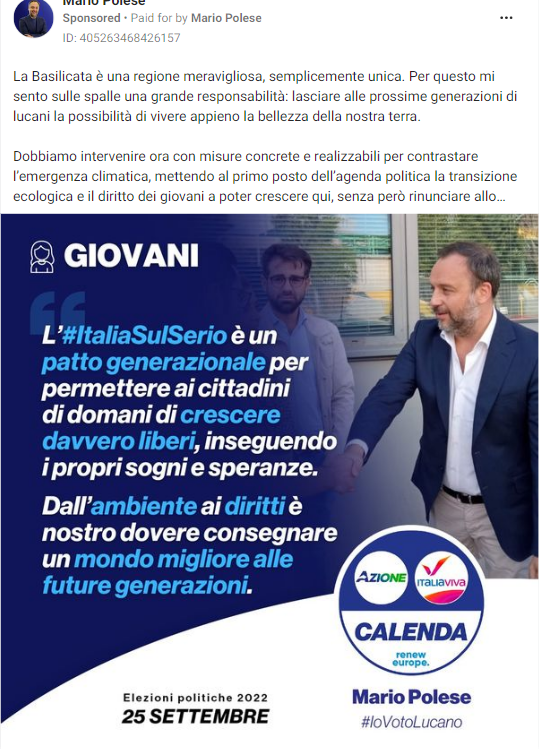 Mario Polese
Sponsored • Paid for by Mario Polese
ID: 405263468426157
La Basilicata è una regione meravigliosa, semplicemente unica. Per questo mi
sento sulle spalle una grande responsabilità: lasciare alle prossime generazioni di
lucani la possibilità di vivere appieno la bellezza della nostra terra.
Dobbiamo intervenire ora con misure concrete e realizzabili per contrastare
l'emergenza climatica, mettendo al primo posto dell'agenda politica la transizione
ecologica e il diritto dei giovani a poter crescere qui, senza però rinunciare allo...
GIOVANI
L'#ItaliaSulSerio è un
patto generazionale per
permettere ai cittadini
di domani di crescere
davvero liberi, inseguendo
i propri sogni e speranze.
Dall'ambiente ai diritti è
nostro dovere consegnare
un mondo migliore alle
future generazioni.
AZIONE
ITALIAVIVA
CALENDA
renew
europe.
Elezioni politiche 2022
25 SETTEMBRE
Mario Polese
#IoVotoLucano